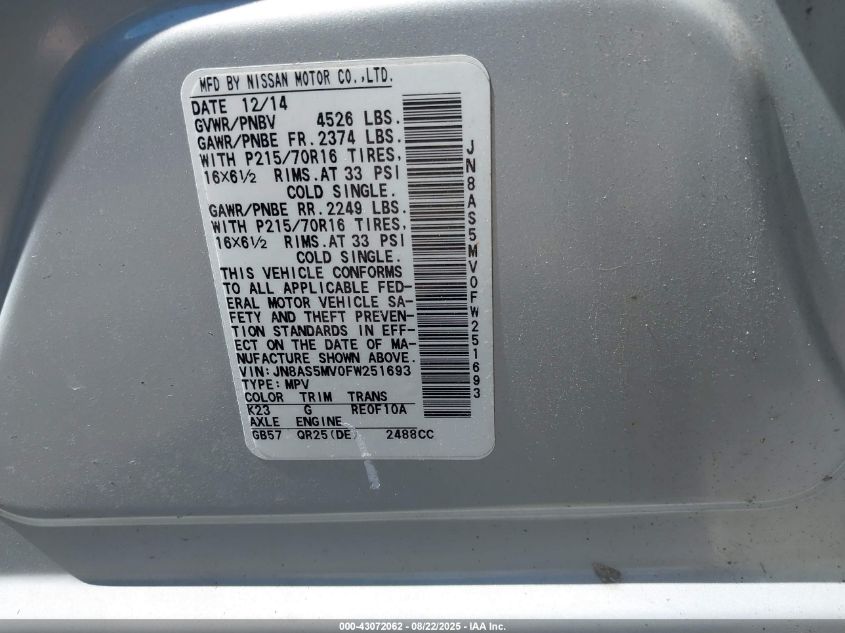 MFD BY NISSAN MOTOR CO.,LTD.
DATE 12/14
GVWR/PNBV 4526 LBS.
GAWR/PNBE FR.2374 LBS.
WITH P215/70R16 TIRES,
16X6½ RIMS.AT 33 PSI
COLD SINGLE.
GAWR/PNBE RR.2249 LBS.
WITH P215/70R16 TIRES,
16X6½ RIMS.AT 33 PSI
COLD SINGLE.
THIS VEHICLE CONFORMS
TO ALL APPLICABLE FED-
ERAL MOTOR VEHICLE SA-
FETY AND THEFT PREVEN-
TION STANDARDS IN EFF-
ECT ON THE DATE OF MA-
NUFACTURE SHOWN ABOVE.
VIN:JN8AS5MV0FW251693
TYPE:MPV
COLOR TRIM TRANS
K23 G RE0F10A
AXLE ENGINE
GB57 QR25(DE) 2488CC
JN8AS5MV0FW251693
000-43072062 - 08/22/2025 - IAA Inc.